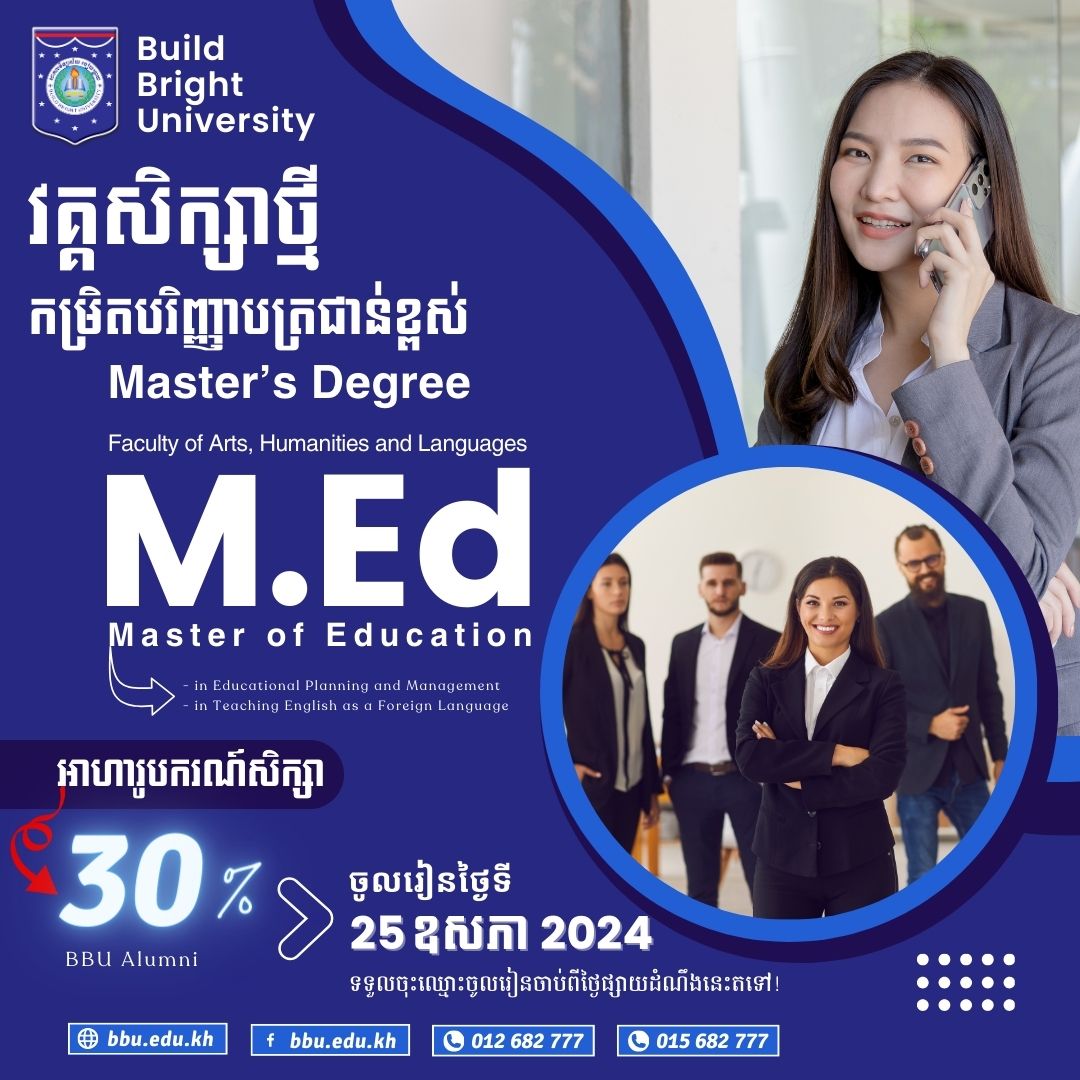 Build
Bright
University
វគ្គសិក្សាថ្មី
កម្រិតបរិញ្ញាបត្រជាន់ខ្ពស់
Master's Degree
Faculty of Arts, Humanities and Languages
M.Ed
Master of Education
- in Educational Planning and Management
- in Teaching English as a Foreign Language
អាហារូបករណ៍សិក្សា
30 %
BBU Alumni
ចូលរៀនថ្ងៃទី
25 ឧសភា 2024
ទទួលចុះឈ្មោះចូលរៀនចាប់ពីថ្ងៃផ្សាយដំណឹងនេះតទៅ!
bbu.edu.kh
f bbu.edu.kh
012 682 777
015 682 777